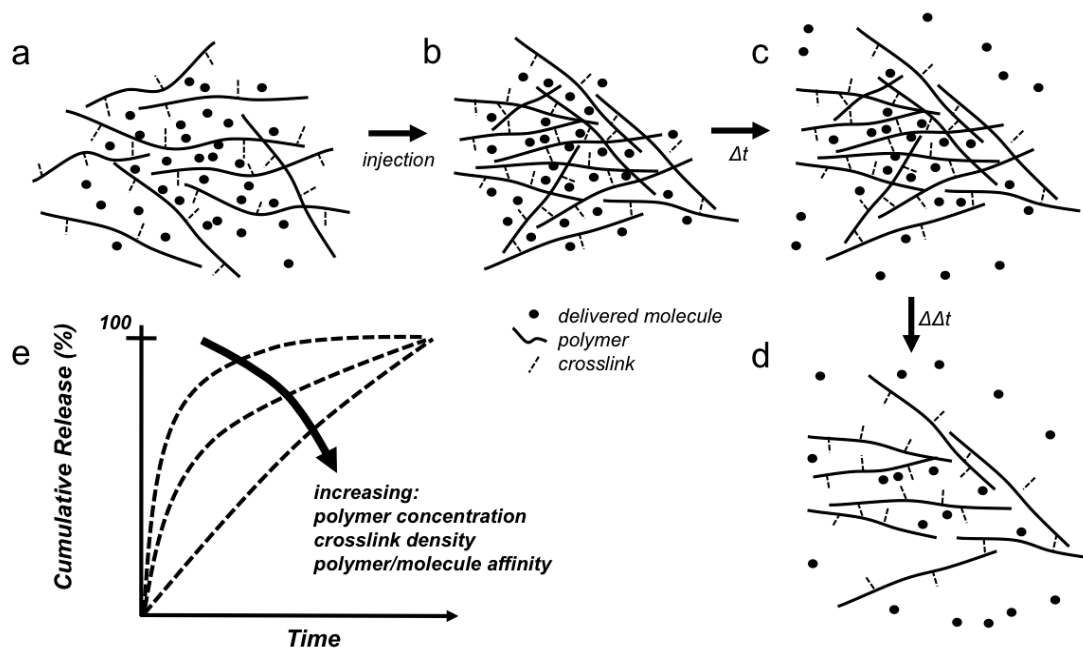 a
b
c
injection
Δt
delivered molecule
polymer
crosslink
ΔΔt
d
e
100
Cumulative Release (%)
increasing:
polymer concentration
crosslink density
polymer/molecule affinity
Time